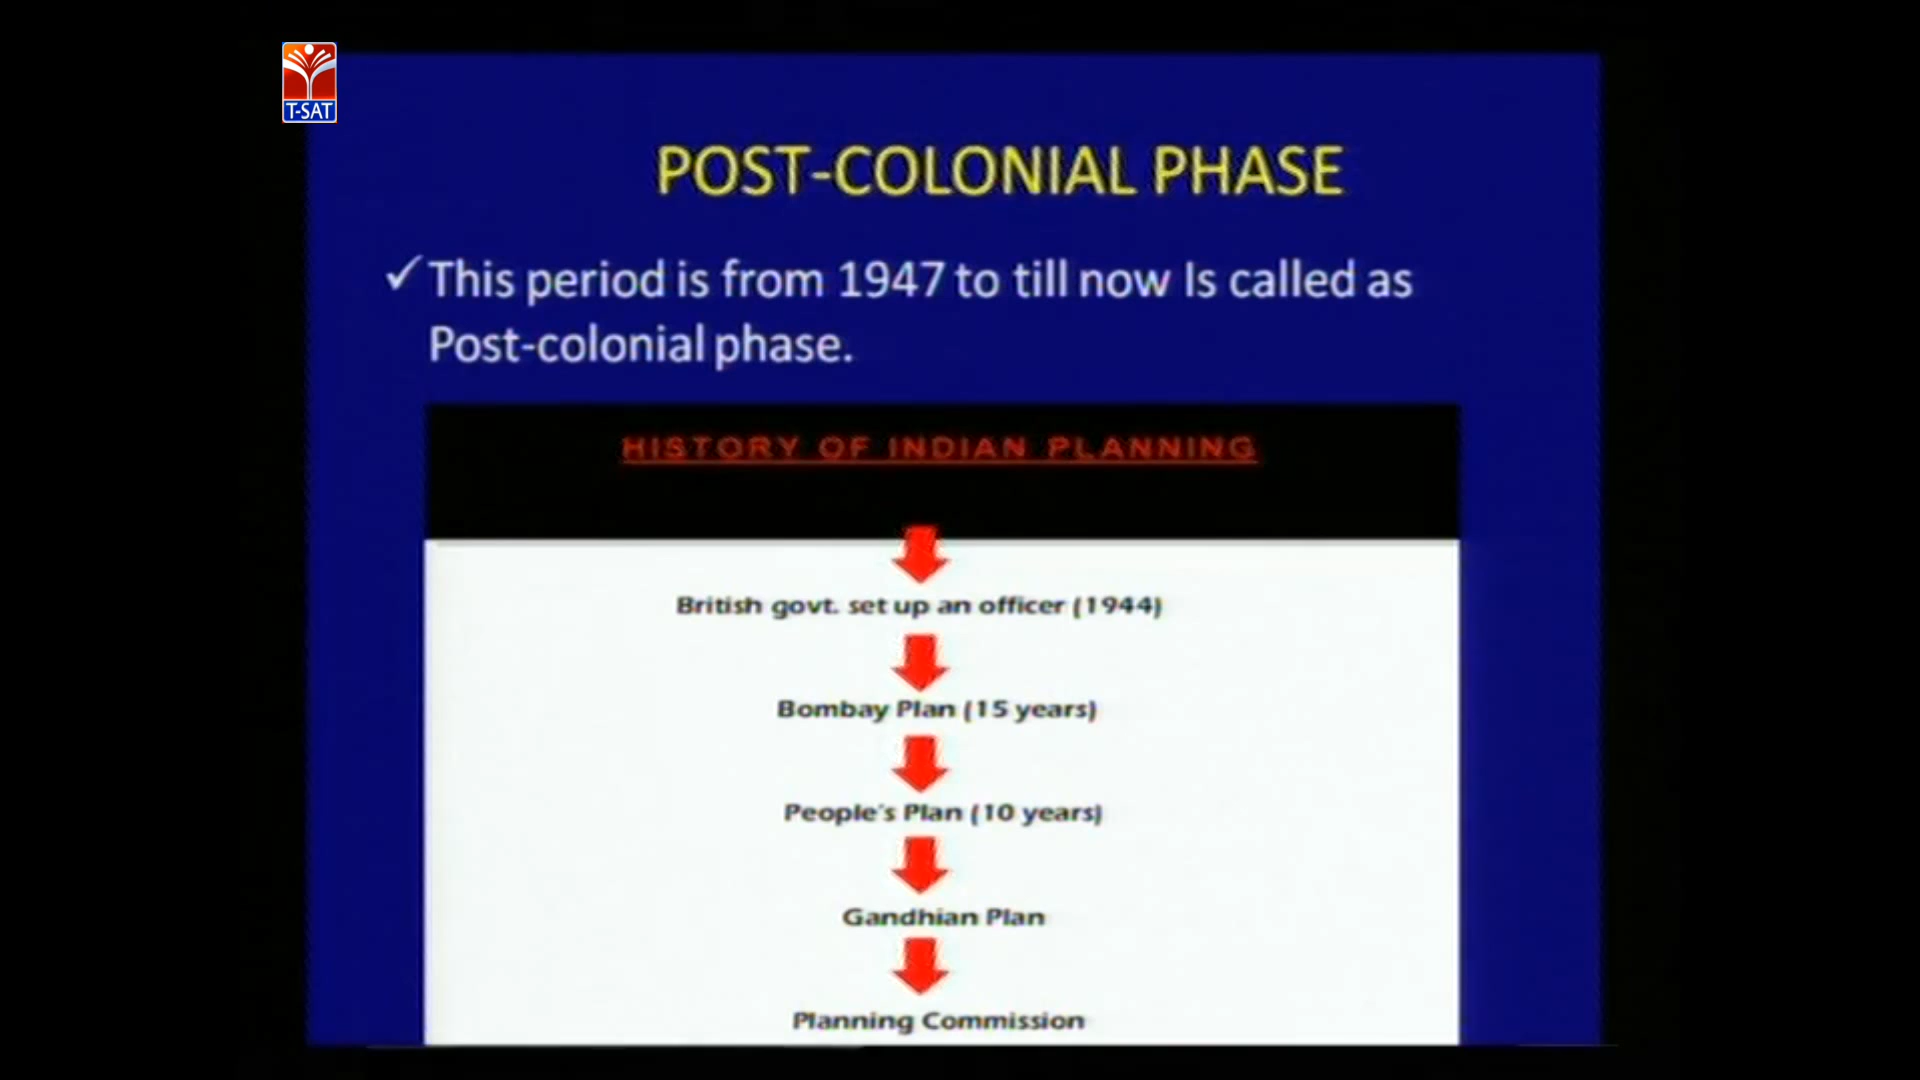 T-SAT
POST-COLONIAL PHASE
✓This period is from 1947 to till now Is called as
Post-colonial phase.
HISTORY OF INDIAN PLANNING
British govt. set up an officer (1944)
Bombay Plan (15 years)
People's Plan (10 years)
Gandhian Plan
Planning Commission